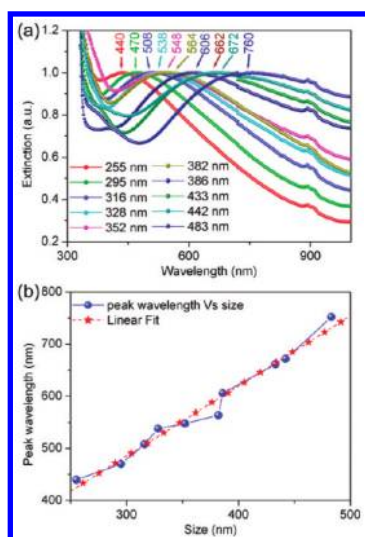 (a)
440
470
508
538
548
564
606
662
672
760
1.0
0.8
0.6
0.4
0.2
Extinction (a.u.)
255 nm 382 nm
295 nm 386 nm
316 nm 433 nm
328 nm 442 nm
352 nm 483 nm
300 600 900
Wavelength (nm)
(b)
800
700
600
500
400
Peak wavelength (nm)
peak wavelength Vs size
Linear Fit
300 400 500
Size (nm)